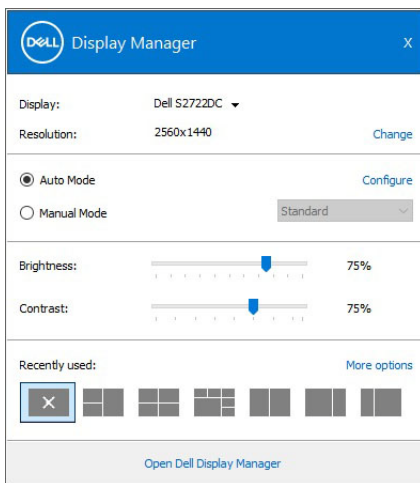 DELL Display Manager X
Display: Dell S2722DC
Resolution: 2560x1440 Change
Auto Mode Configure
Manual Mode Standard
Brightness: 75%
Contrast: 75%
Recently used: More options
Open Dell Display Manager